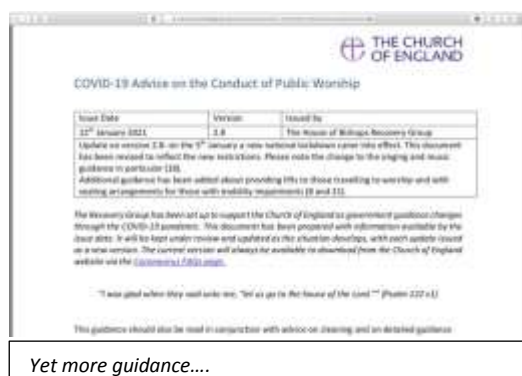 THE CHURCH
OF ENGLAND
COVID-19 Advice on the Conduct of Public Worship
Issue Date Version Issued by
January 2021 2.8 The House of Bishops Recovery Group
Update on version 2.8: on the 5th January a new national lockdown came into effect. This document
has been revised to reflect the new restrictions. Please note the change to the singing and music
guidance in particular
Additional guidance has been added about providing lifts to those travelling to worship and with
seating arrangements for those with mobility impairments
The Recovery Group has been set up to support the Church of England as government guidance changes
through the COVID-19 pandemic. This document has been prepared with information available by the
issue date. It will be kept under review and updated as the situation develops, with each update issued
as a new version. The current version will always be available to download from the Church of England
website via the Coronavirus FAQs page.
"I was glad when they said unto me, "let us go to the house of the Lord "" (Psalm 122 v1)
This guidance should also be read in conjunction with advice on cleaning and on detailed guidance
Yet more guidance....